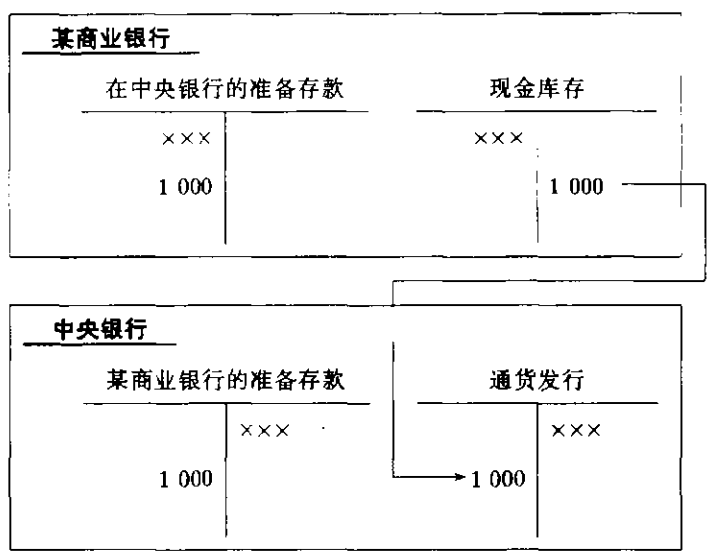 某商业银行
在中央银行的准备存款 现金库存
××× ×××
1 000 1 000
中央银行
某商业银行的准备存款 通货发行
××× ×××
1 000 1 000